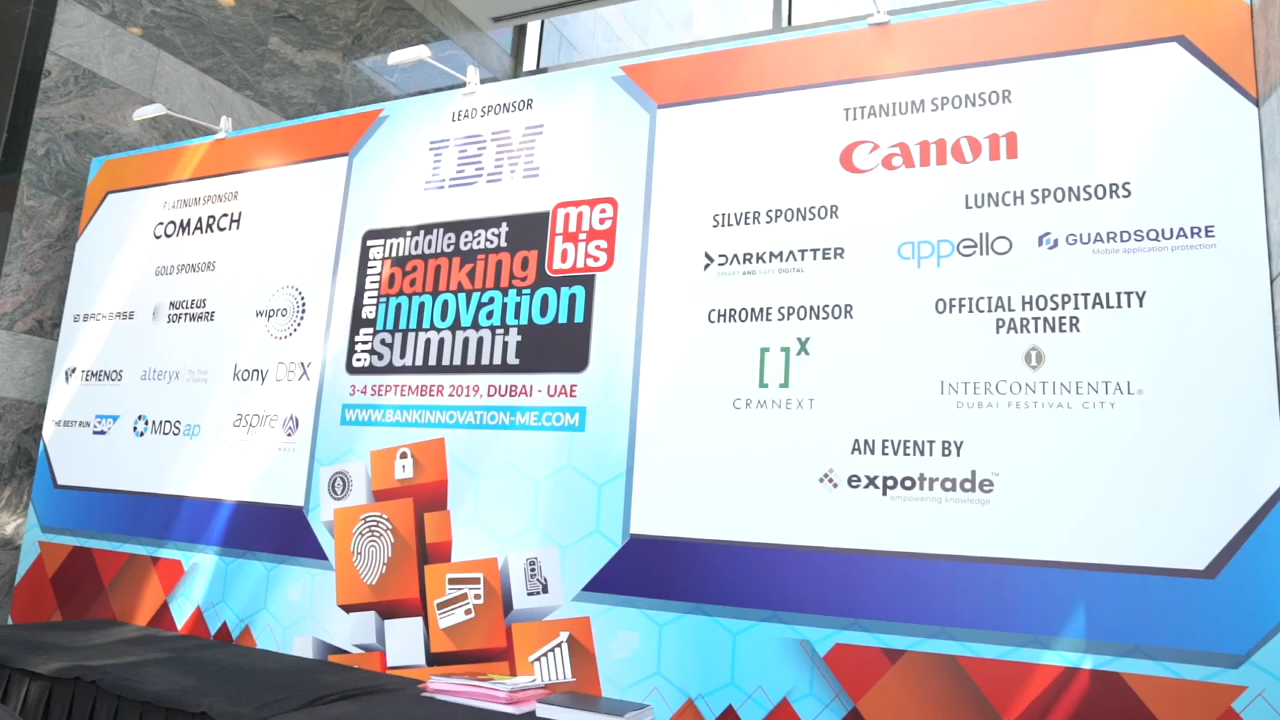 PLATINUM SPONSOR
COMARCH
GOLD SPONSORS
BACKBASE
NUCLEUS
SOFTWARE
wipro
TEMENOS
alteryx
kony DBX
THE BEST RUN SAP
MDS ap
aspire
LEAD SPONSOR
IBM
me
bis
9th annual
middle east
banking
innovation
summit
3-4 SEPTEMBER 2019, DUBAI - UAE
WWW.BANKINNOVATION-ME.COM
TITANIUM SPONSOR
Canon
SILVER SPONSOR
DARKMATTER
SMART AND SAFE DIGITAL
LUNCH SPONSORS
appello
GUARDSQUARE
Mobile application protection
CHROME SPONSOR
[ ] X
CRMNEXT
OFFICIAL HOSPITALITY
PARTNER
INTERCONTINENTAL®
DUBAI FESTIVAL CITY
AN EVENT BY
expotrade™
empowering knowledge